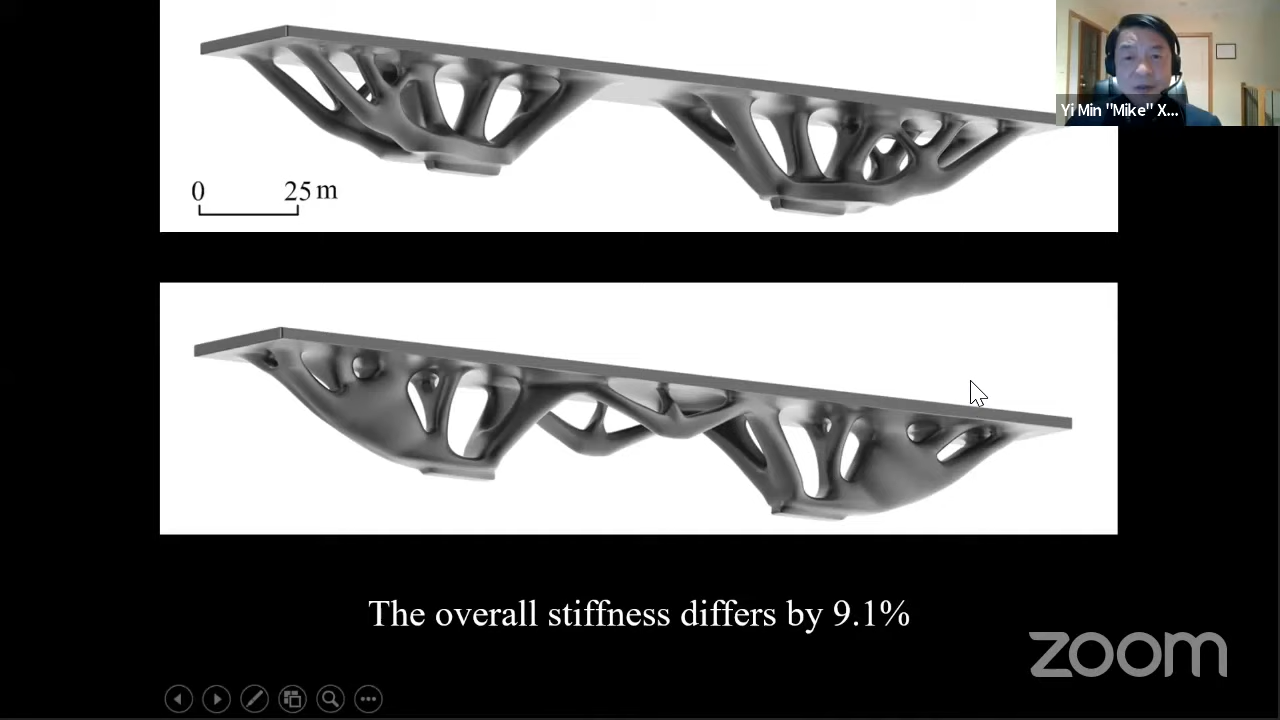 Yi Min "Mike" X...
0 25 m
The overall stiffness differs by 9.1%
zoom